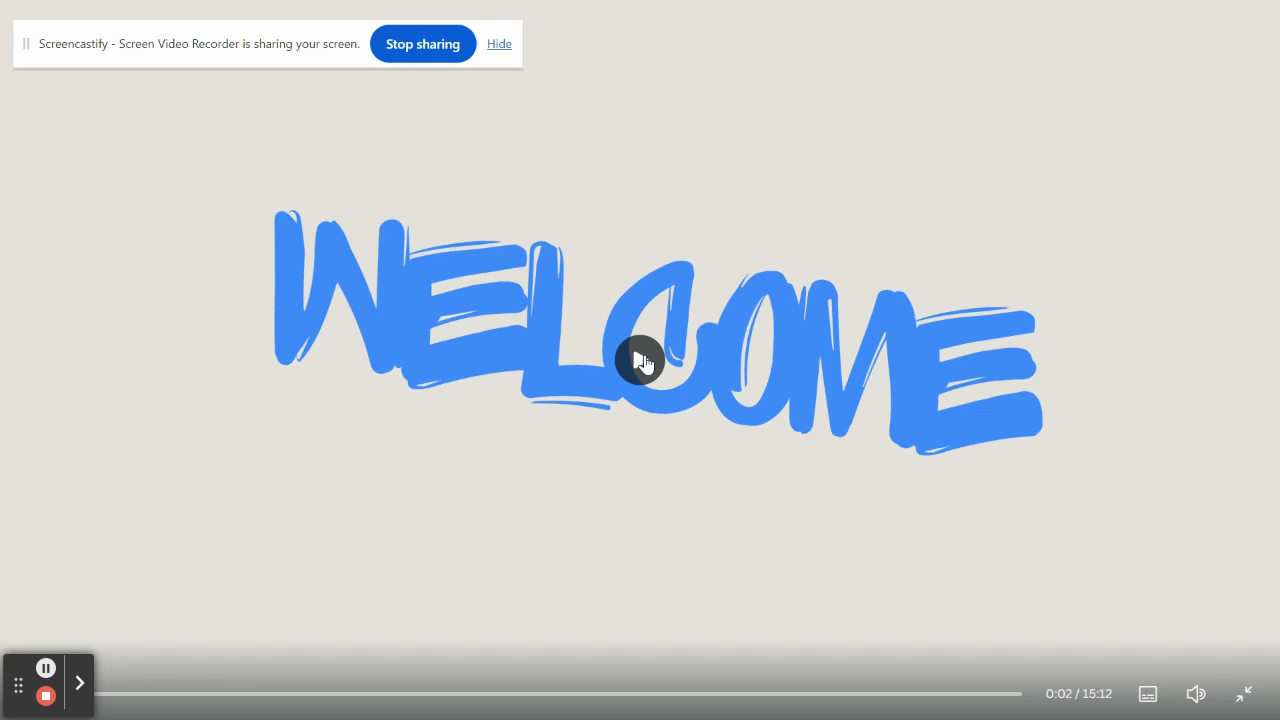 Screencastify - Screen Video Recorder is sharing your screen. Stop sharing Hide
WELCOME
0:02 / 15:12